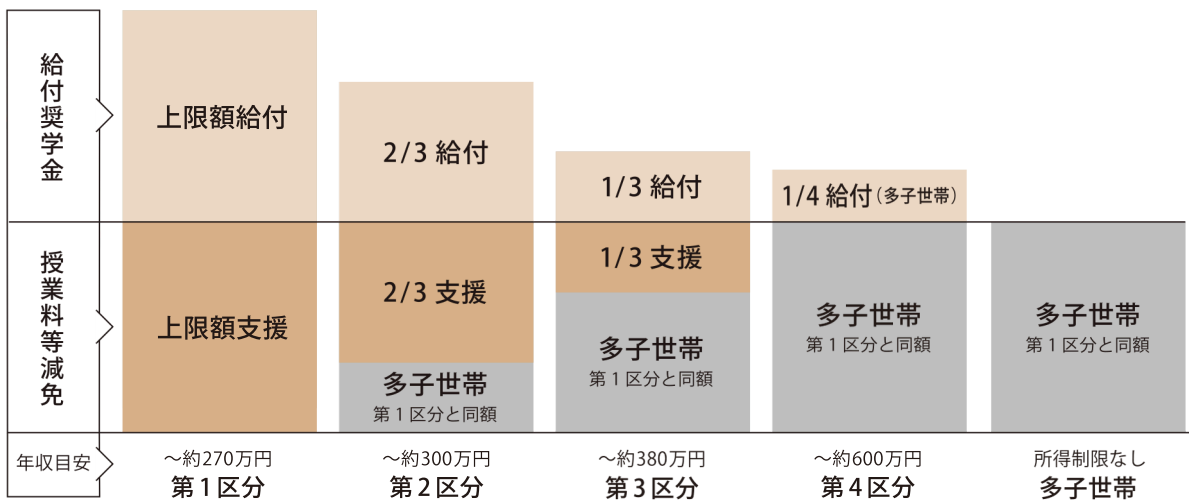 給付奨学金
上限額給付
2/3 給付
1/3 給付
1/4 給付(多子世帯)
授業料等減免
上限額支援
2/3 支援
多子世帯
第1区分と同額
1/3 支援
多子世帯
第1区分と同額
多子世帯
第1区分と同額
多子世帯
第1区分と同額
年収目安
～約270万円
第1区分
～約300万円
第2区分
～約380万円
第3区分
～約600万円
第4区分
所得制限なし
多子世帯